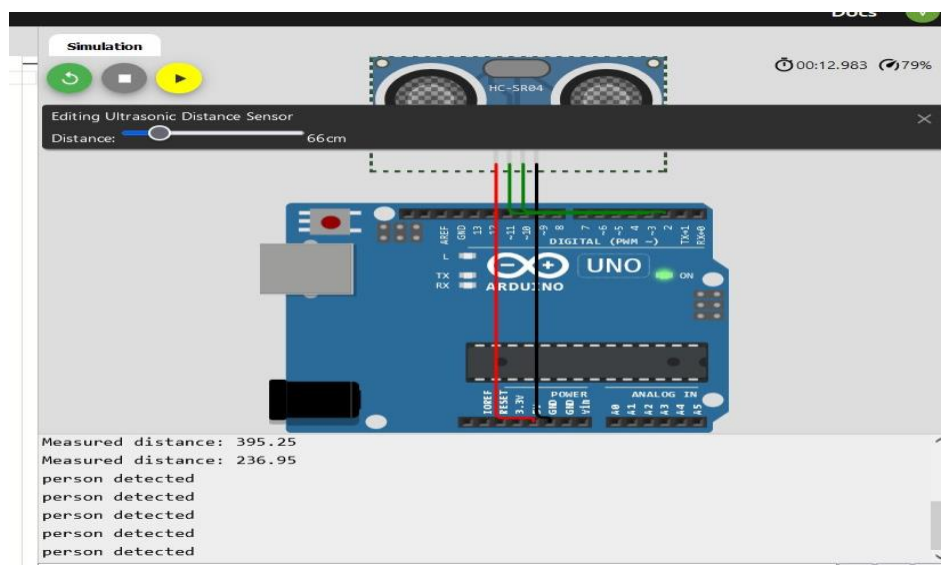 Docs
Simulation
00:12.983 79%
HC-SR04
Editing Ultrasonic Distance Sensor
Distance: 66cm
AREF GND 13 12 ~11 ~10 ~9 8 7 ~6 ~5 4 ~3 2 TX→1 RX←0
DIGITAL (PWM ~)
L
UNO
TX
RX
ON
ARDUINO
POWER
ANALOG IN
IOREF RESET 3.3V GND GND Vin A0 A1 A2 A3 A4 A5
Measured distance: 395.25
Measured distance: 236.95
person detected
person detected
person detected
person detected
person detected